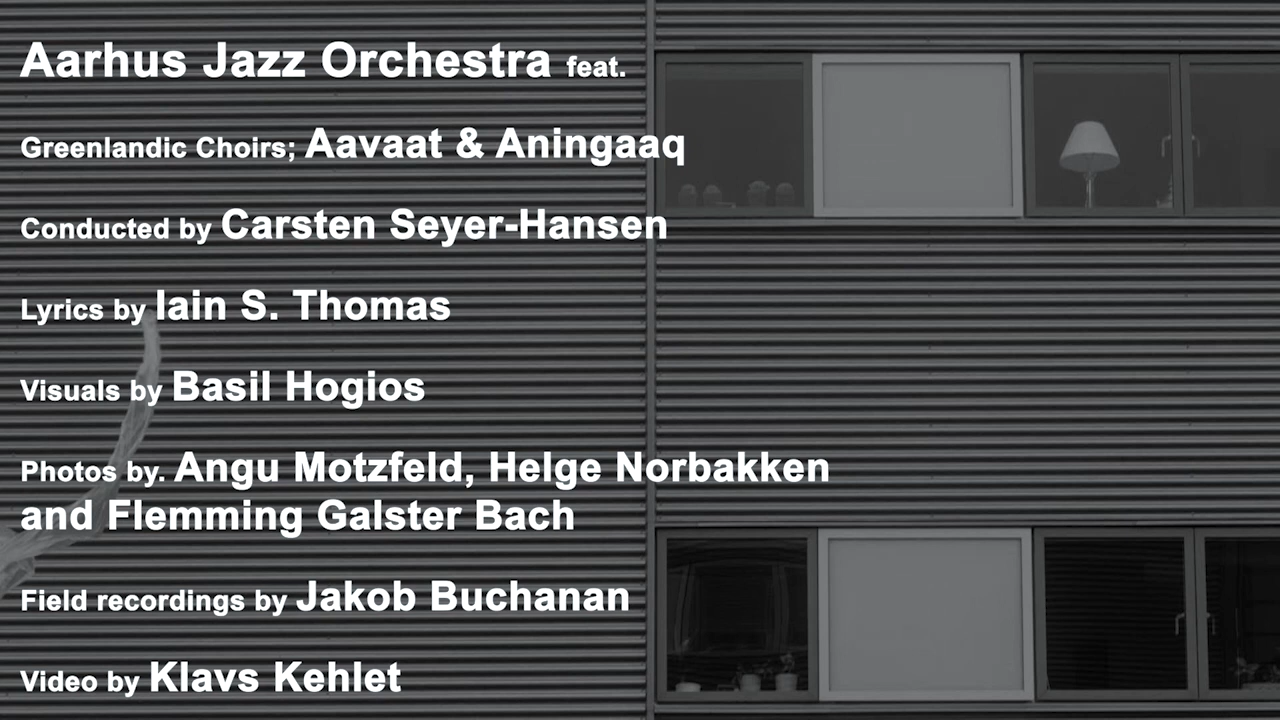 Aarhus Jazz Orchestra feat.
Greenlandic Choirs; Aavaat & Aningaaq
Conducted by Carsten Seyer-Hansen
Lyrics by Iain S. Thomas
Visuals by Basil Hogios
Photos by. Angu Motzfeld, Helge Norbakken
and Flemming Galster Bach
Field recordings by Jakob Buchanan
Video by Klavs Kehlet